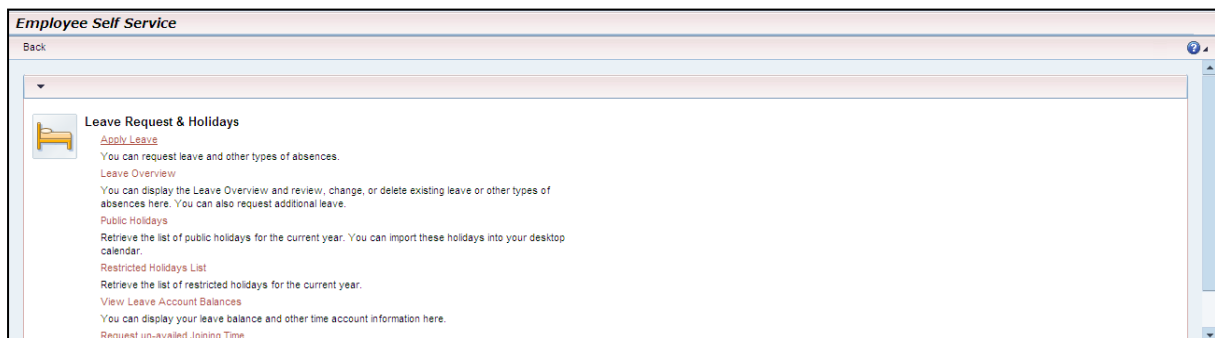 Employee Self Service
Back
Leave Request & Holidays
Apply Leave
You can request leave and other types of absences.
Leave Overview
You can display the Leave Overview and review, change, or delete existing leave or other types of
absences here. You can also request additional leave.
Public Holidays
Retrieve the list of public holidays for the current year. You can import these holidays into your desktop
calendar.
Restricted Holidays List
Retrieve the list of restricted holidays for the current year.
View Leave Account Balances
You can display your leave balance and other time account information here.
Request un-availed Joining Time